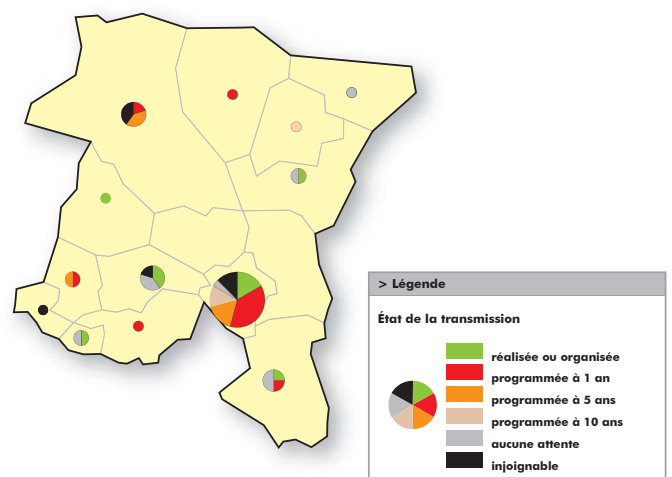 > Légende
État de la transmission
réalisée ou organisée
programmée à 1 an
programmée à 5 ans
programmée à 10 ans
aucune attente
injoignable